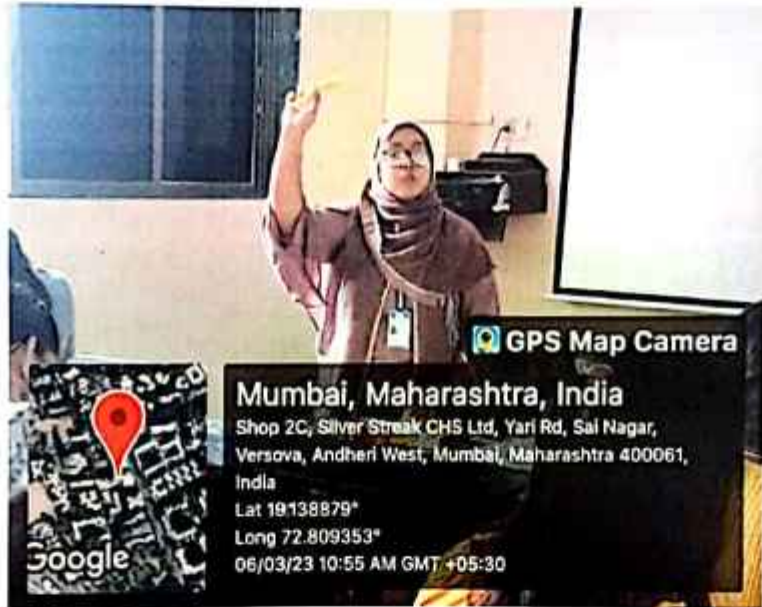 GPS Map Camera
Mumbai, Maharashtra, India
Shop 2C, Silver Streak CHS Ltd, Yari Rd, Sai Nagar,
Versova, Andheri West, Mumbai, Maharashtra 400061,
India
Lat 19.138879°
Long 72.809353°
06/03/23 10:55 AM GMT +05:30
Google